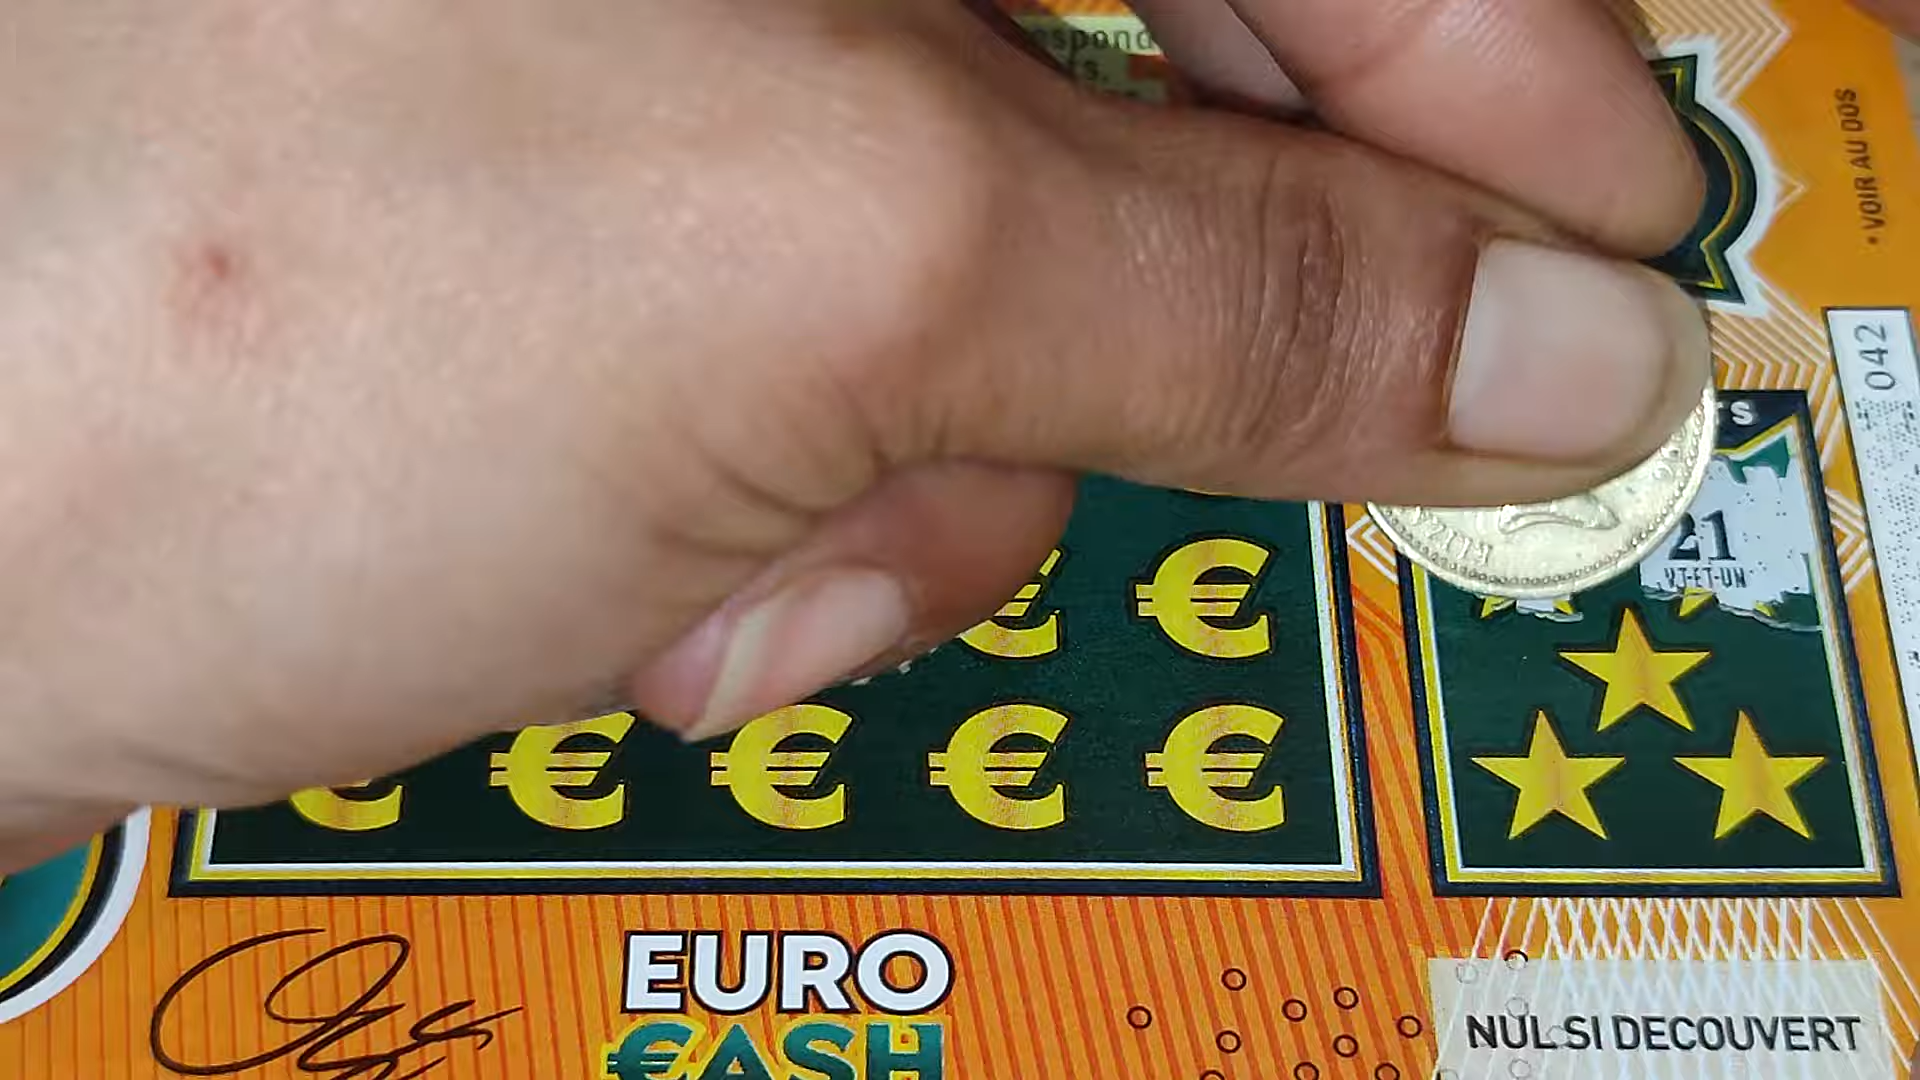 VOIR AU DOS
042
21
VT-ET-UN
€
€
€
€
€
€
EURO
€ASH
NUL SI DECOUVERT